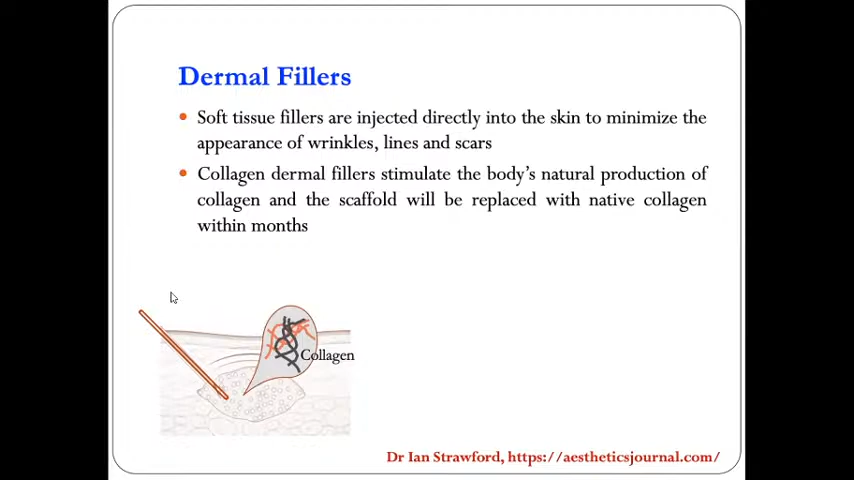 Dermal Fillers
Soft tissue fillers are injected directly into the skin to minimize the
appearance of wrinkles, lines and scars
Collagen dermal fillers stimulate the body's natural production of
collagen and the scaffold will be replaced with native collagen
within months
Collagen
Dr Ian Strawford, https://aestheticsjournal.com/